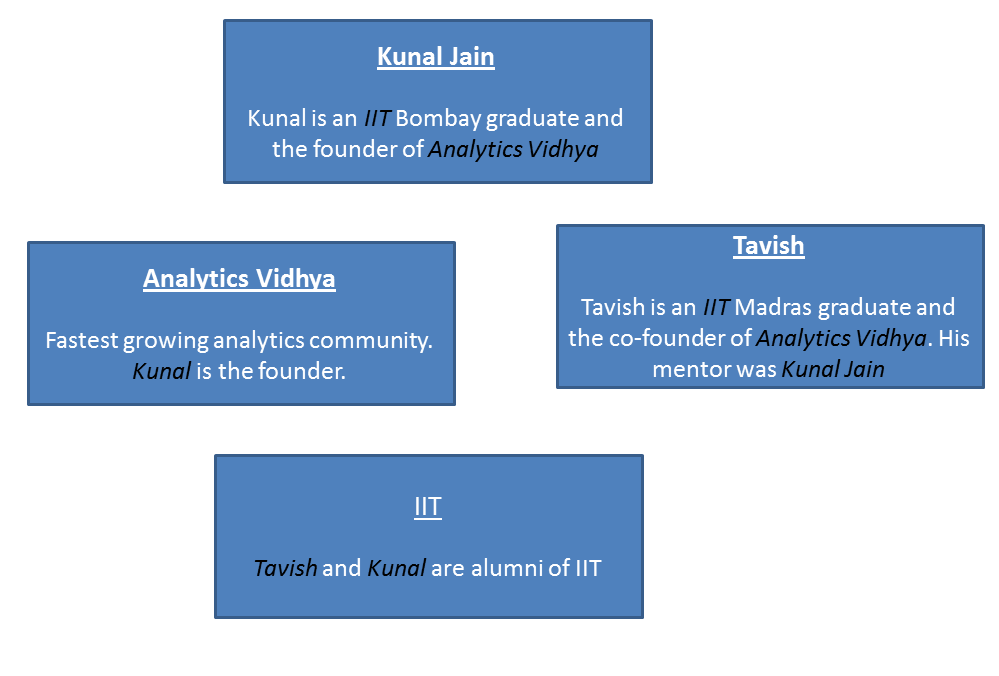 Kunal Jain
Kunal is an IIT Bombay graduate and
the founder of Analytics Vidhya
Analytics Vidhya
Fastest growing analytics community.
Kunal is the founder.
Tavish
Tavish is an IIT Madras graduate and
the co-founder of Analytics Vidhya. His
mentor was Kunal Jain
IIT
Tavish and Kunal are alumni of IIT